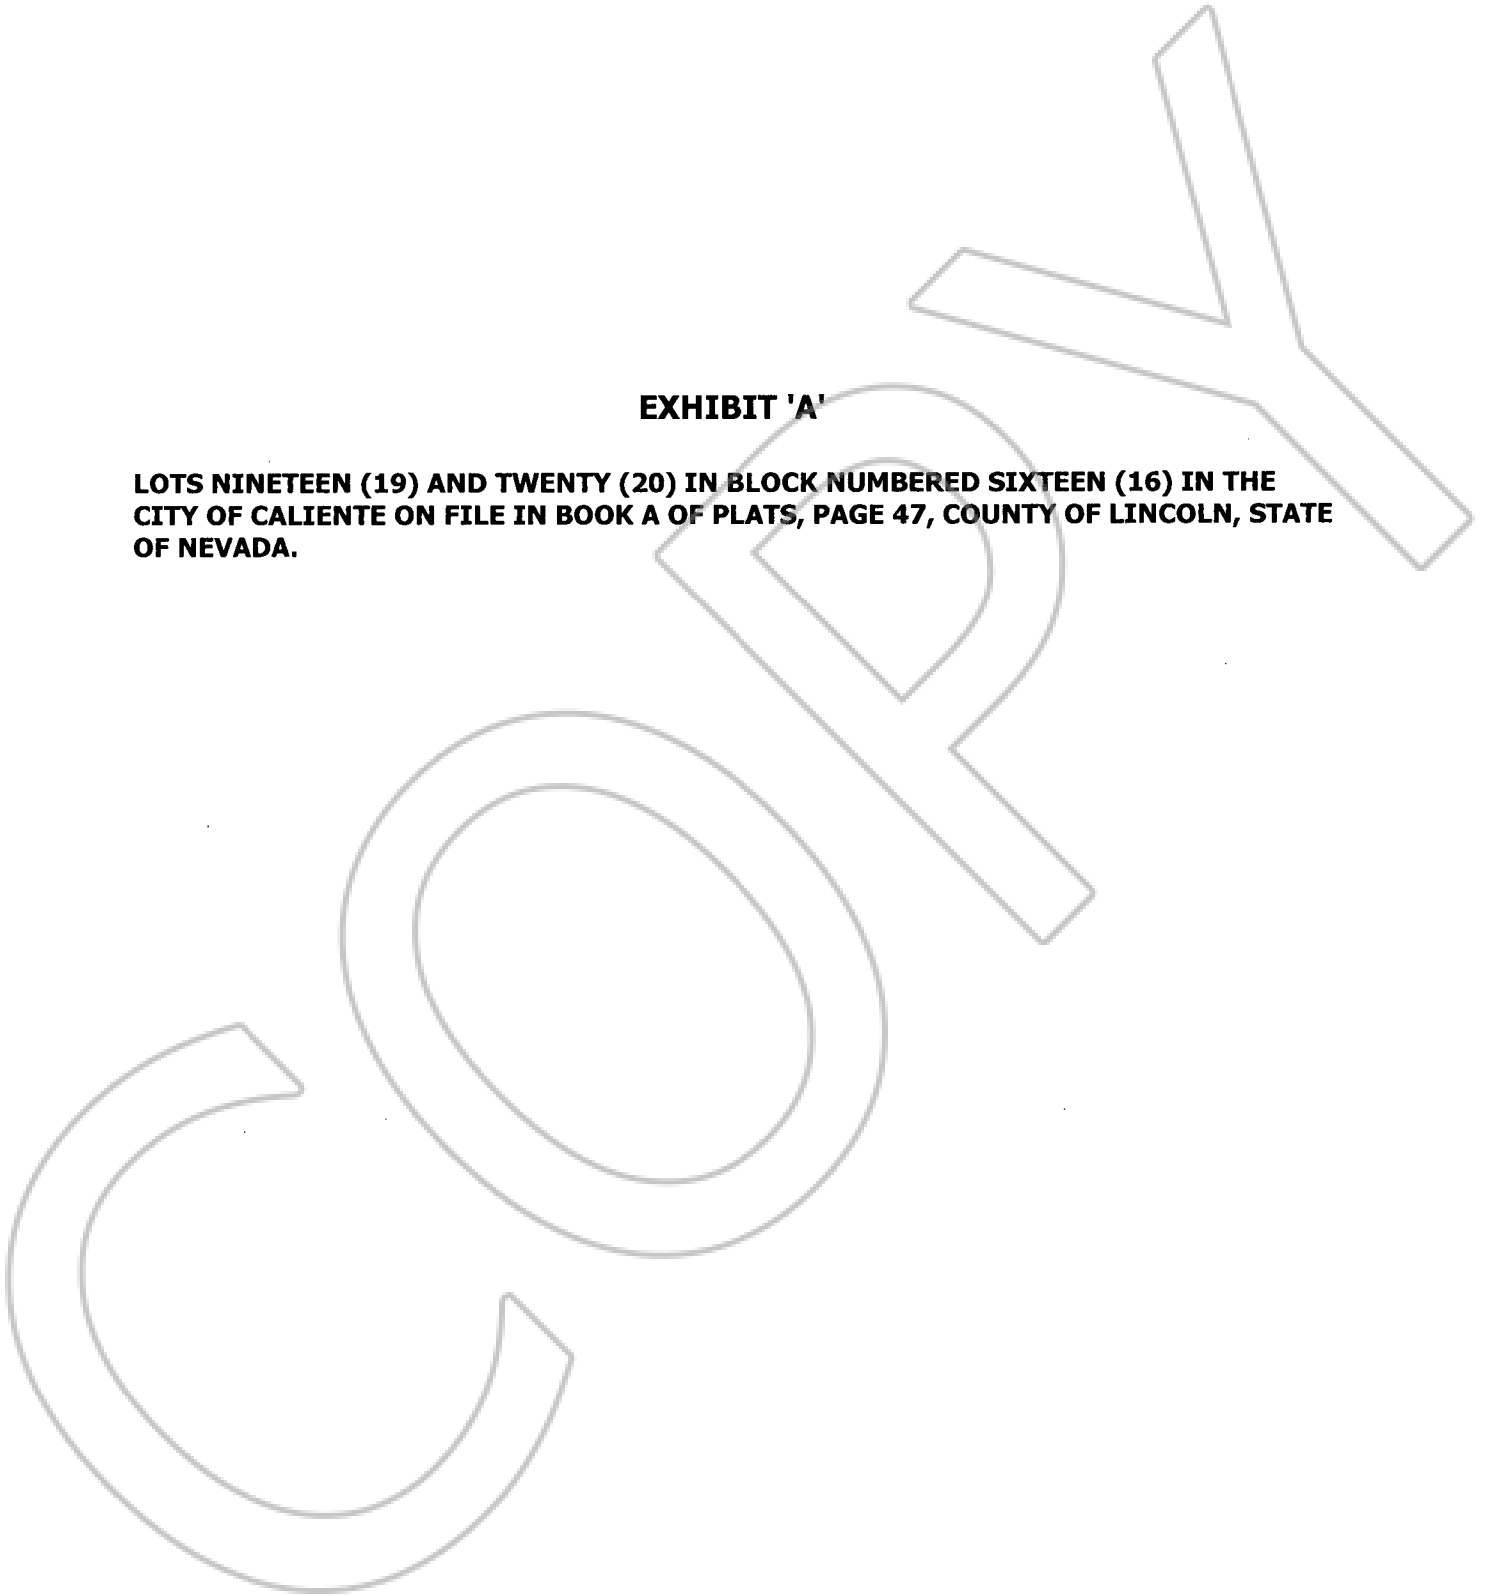 EXHIBIT 'A'
LOTS NINETEEN (19) AND TWENTY (20) IN BLOCK NUMBERED SIXTEEN (16) IN THE
CITY OF CALIENTE ON FILE IN BOOK A OF PLATS, PAGE 47, COUNTY OF LINCOLN, STATE
OF NEVADA.
COPY